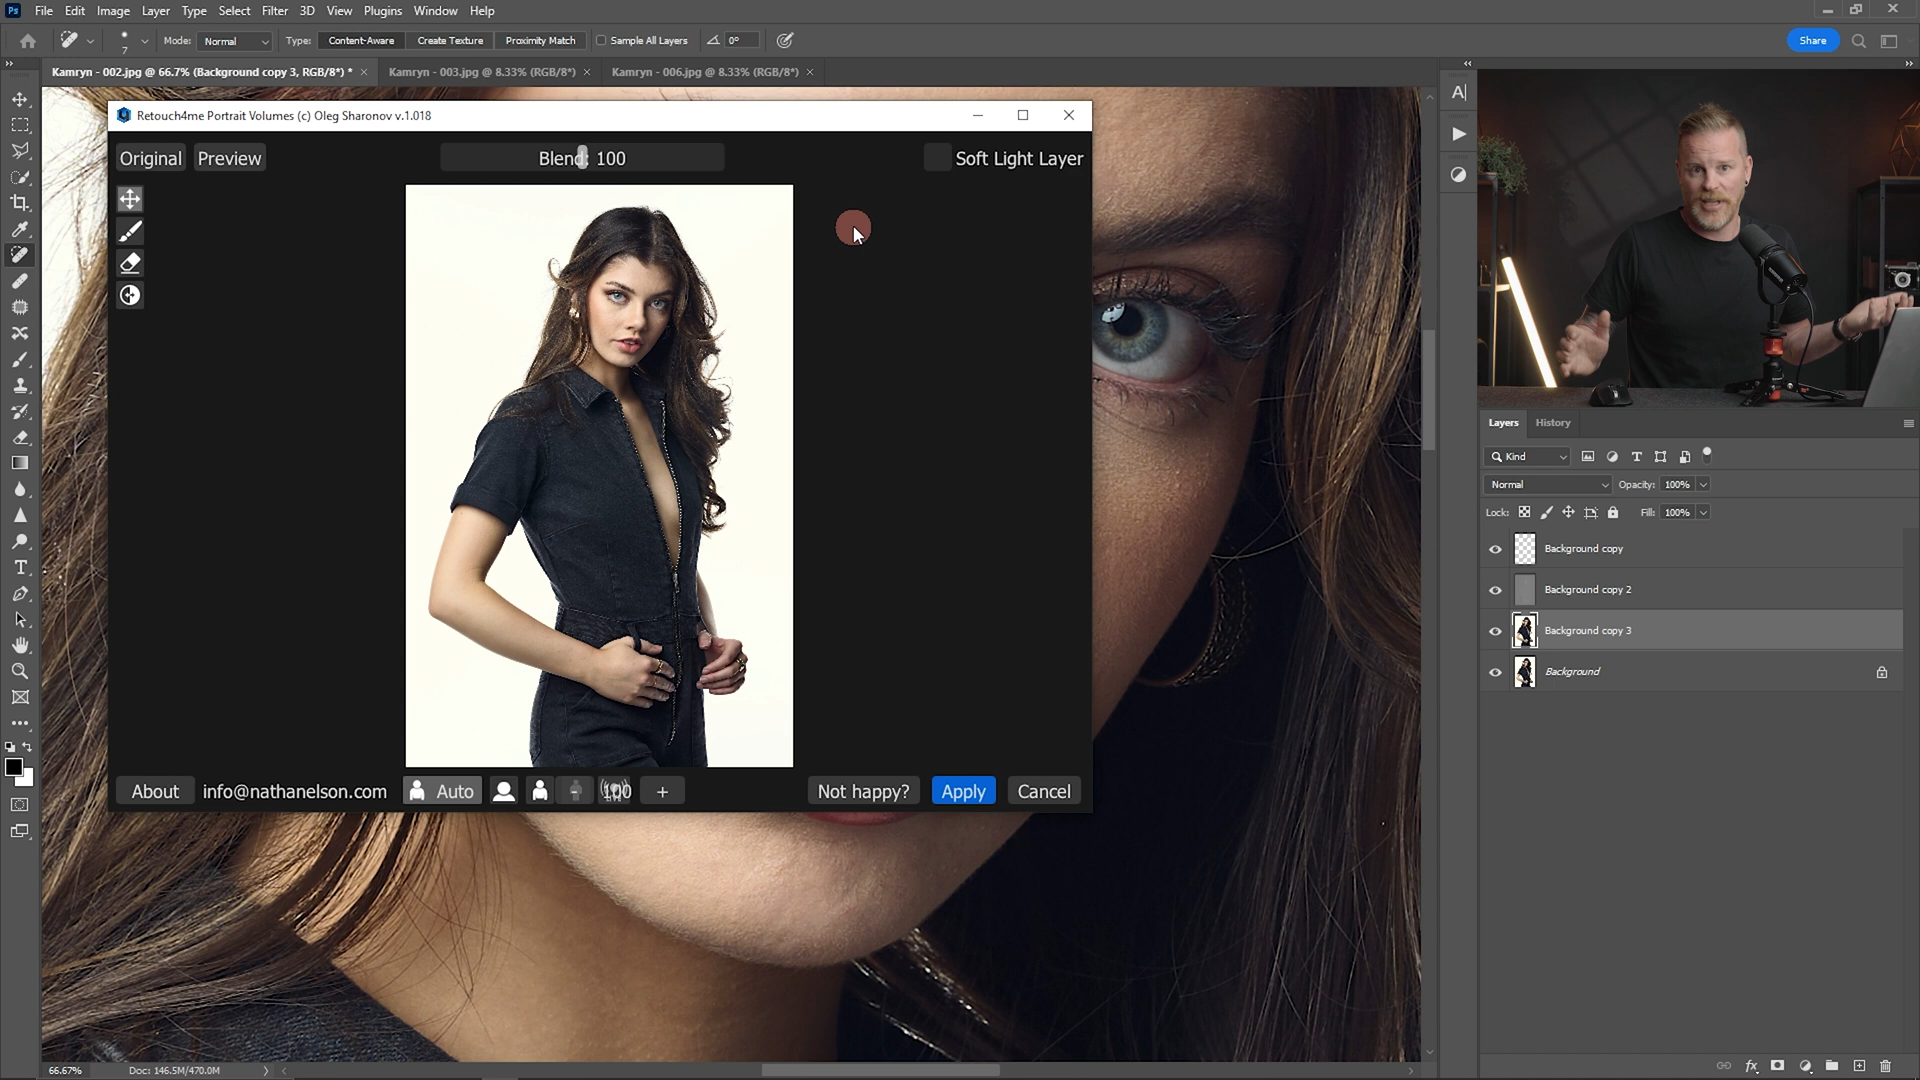 Ps File Edit Image Layer Type Select Filter 3D View Plugins Window Help
7 Mode: Normal Type: Content-Aware Create Texture Proximity Match Sample All Layers 0° Share
Kamryn - 002.jpg @ 66.7% (Background copy 3, RGB/8*) * Kamryn - 003.jpg @ 8.33% (RGB/8*) Kamryn - 006.jpg @ 8.33% (RGB/8*)
Retouch4me Portrait Volumes (c) Oleg Sharonov v.1.018
Original Preview Blend: 100 Soft Light Layer
About info@nathanelson.com Auto - 100 + Not happy? Apply Cancel
Layers History
Kind
Normal Opacity: 100%
Lock: Fill: 100%
Background copy
Background copy 2
Background copy 3
Background
66.67% Doc: 146.5M/470.0M